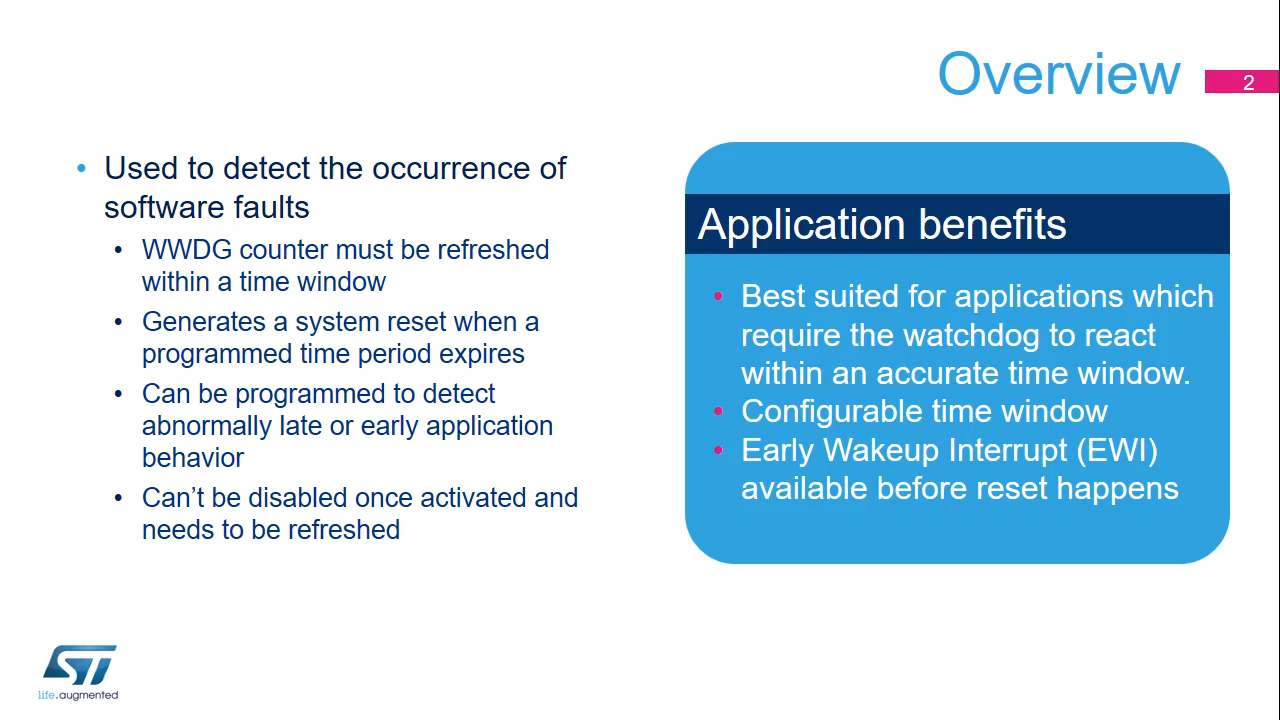 Overview
2
• Used to detect the occurrence of
software faults
• WWDG counter must be refreshed
within a time window
• Generates a system reset when a
programmed time period expires
• Can be programmed to detect
abnormally late or early application
behavior
• Can’t be disabled once activated and
needs to be refreshed
Application benefits
• Best suited for applications which
require the watchdog to react
within an accurate time window.
• Configurable time window
• Early Wakeup Interrupt (EWI)
available before reset happens
ST
life.augmented